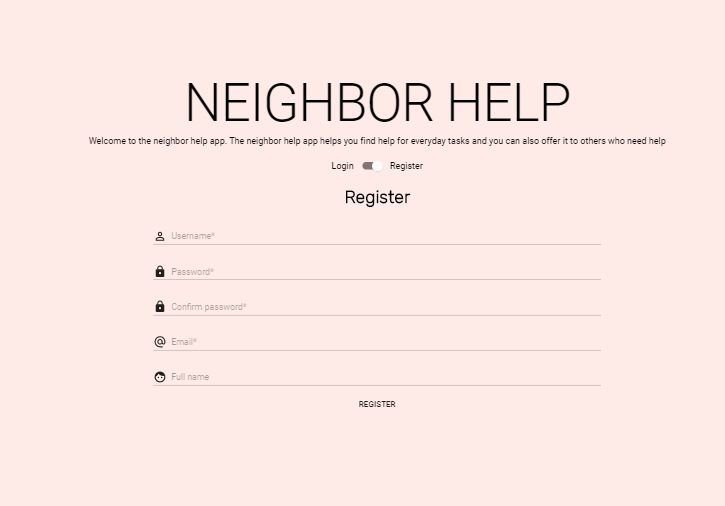 NEIGHBOR HELP
Welcome to the neighbor help app. The neighbor help app helps you find help for everyday tasks and you can also offer it to others who need help
Login Register
Register
Username*
Password*
Confirm password*
Email*
Full name
REGISTER